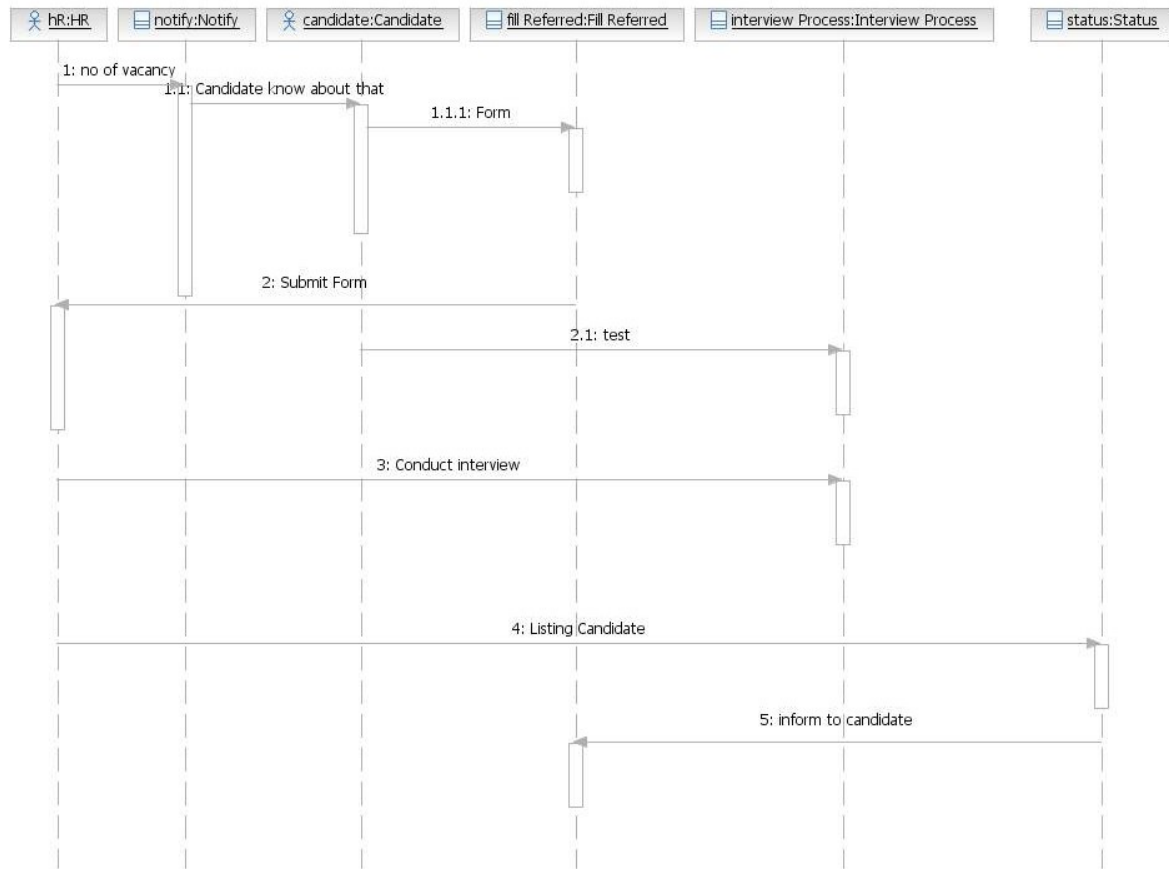 hR:HR
notify:Notify
candidate:Candidate
fill Referred:Fill Referred
interview Process:Interview Process
status:Status
1: no of vacancy
1.1: Candidate know about that
1.1.1: Form
2: Submit Form
2.1: test
3: Conduct interview
4: Listing Candidate
5: inform to candidate